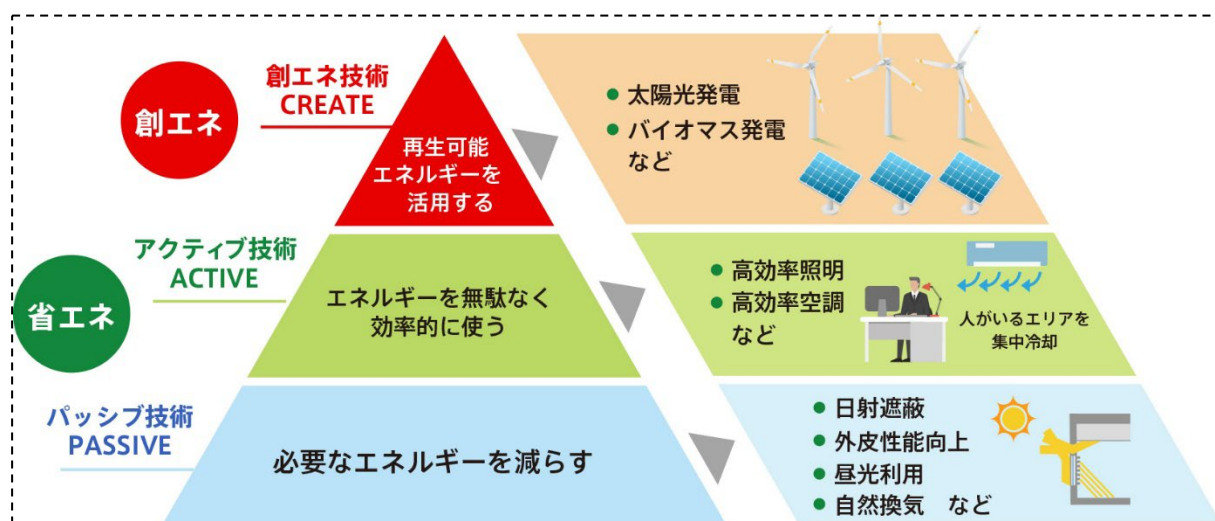 創エネ
創エネ技術
CREATE
再生可能
エネルギーを
活用する
● 太陽光発電
● バイオマス発電
など
省エネ
アクティブ技術
ACTIVE
エネルギーを無駄なく
効率的に使う
● 高効率照明
● 高効率空調
など
人がいるエリアを
集中冷却
パッシブ技術
PASSIVE
必要なエネルギーを減らす
● 日射遮蔽
● 外皮性能向上
● 昼光利用
● 自然換気 など